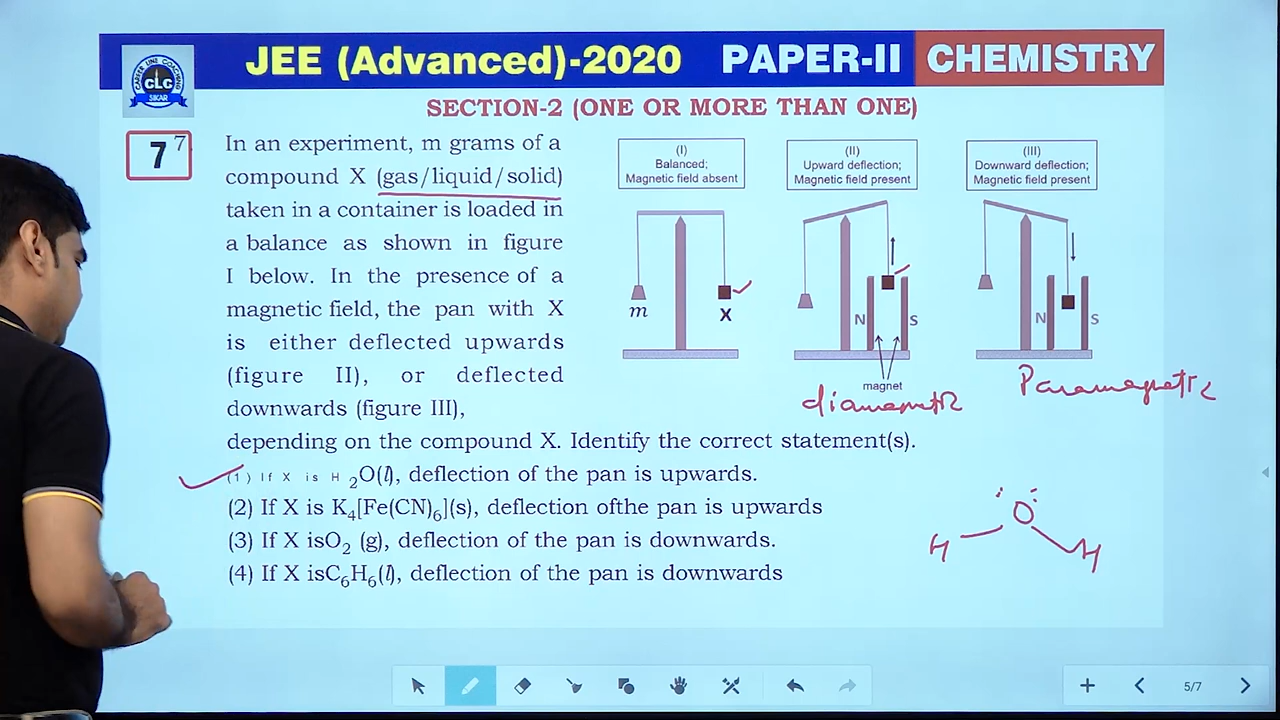 JEE (Advanced)-2020 PAPER-II CHEMISTRY
CAREER LINE COACHING
CLC
SIKAR
SECTION-2 (ONE OR MORE THAN ONE)
7 7
In an experiment, m grams of a
compound X (gas/liquid/solid)
taken in a container is loaded in
a balance as shown in figure
I below. In the presence of a
magnetic field, the pan with X
is either deflected upwards
(figure II), or deflected
downwards (figure III),
depending on the compound X. Identify the correct statement(s).
(I)
Balanced;
Magnetic field absent
m X
(II)
Upward deflection;
Magnetic field present
N S
magnet
diamagnetic
(III)
Downward deflection;
Magnetic field present
N S
Paramagnetic
(1) If X is H2O(l), deflection of the pan is upwards.
(2) If X is K4[Fe(CN)6](s), deflection ofthe pan is upwards
(3) If X isO2 (g), deflection of the pan is downwards.
(4) If X isC6H6(l), deflection of the pan is downwards
O
H H
5/7